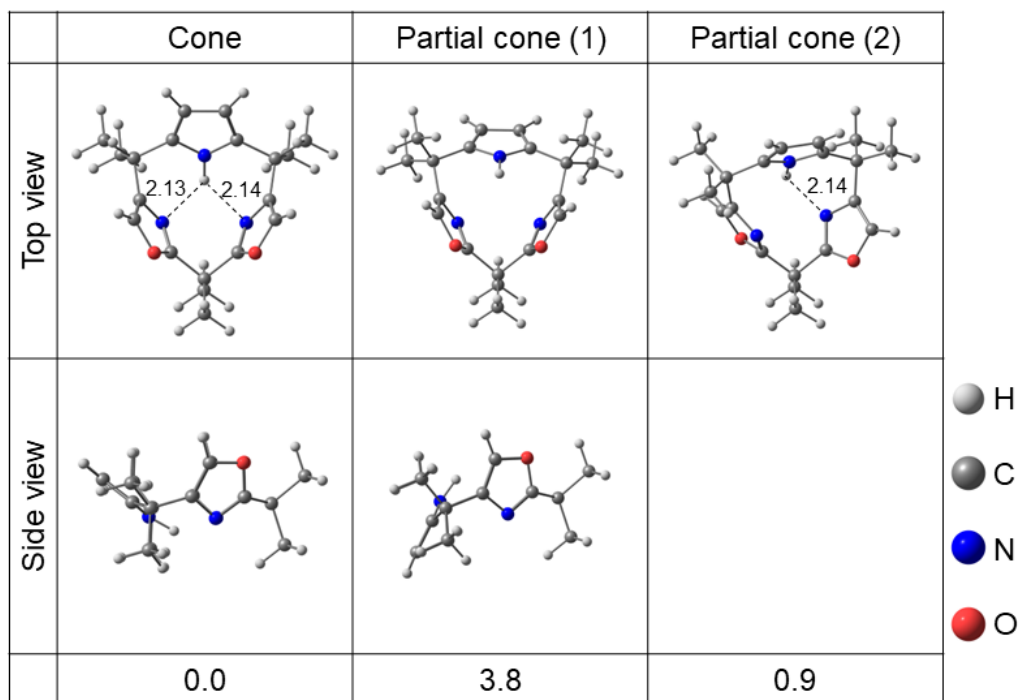 Cone Partial cone (1) Partial cone (2)
Top view
2.13 2.14
2.14
Side view
H
C
N
O
0.0 3.8 0.9